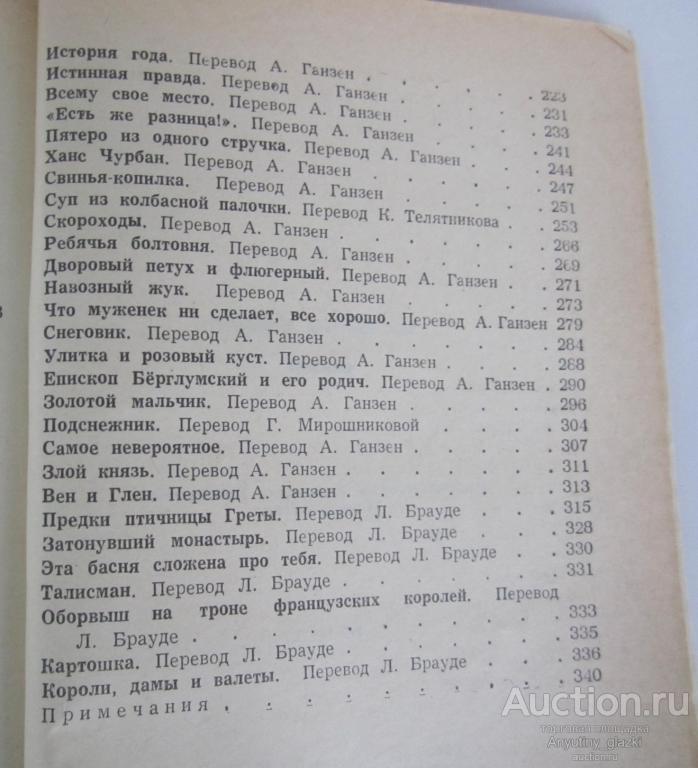 История года. Перевод А. Ганзен . . . . . . 223
Истинная правда. Перевод А. Ганзен . . . . . 231
Всему свое место. Перевод А. Ганзен . . . . . 233
«Есть же разница!». Перевод А. Ганзен . . . . 241
Пятеро из одного стручка. Перевод А. Ганзен . . . 244
Ханс Чурбан. Перевод А. Ганзен . . . . . . 247
Свинья-копилка. Перевод А. Ганзен . . . . . 251
Суп из колбасной палочки. Перевод К. Телятникова . . 253
Скороходы. Перевод А. Ганзен . . . . . . 266
Ребячья болтовня. Перевод А. Ганзен . . . . . 269
Дворовый петух и флюгерный. Перевод А. Ганзен . . 271
Навозный жук. Перевод А. Ганзен . . . . . 273
Что муженек ни сделает, все хорошо. Перевод А. Ганзен 279
Снеговик. Перевод А. Ганзен . . . . . . 284
Улитка и розовый куст. Перевод А. Ганзен . . . . 288
Епископ Бёрглумский и его родич. Перевод А. Ганзен . 290
Золотой мальчик. Перевод А. Ганзен . . . . . 296
Подснежник. Перевод Г. Мирошниковой . . . . 304
Самое невероятное. Перевод А. Ганзен . . . . . 307
Злой князь. Перевод А. Ганзен . . . . . . 311
Вен и Глен. Перевод А. Ганзен . . . . . . 313
Предки птичницы Греты. Перевод Л. Брауде . . . 315
Затонувший монастырь. Перевод Л. Брауде . . . . 328
Эта басня сложена про тебя. Перевод Л. Брауде . . 330
Талисман. Перевод Л. Брауде . . . . . . 331
Оборвыш на троне французских королей. Перевод
Л. Брауде . . . . . . . . . . 333
Картошка. Перевод Л. Брауде . . . . . . 335
Короли, дамы и валеты. Перевод Л. Брауде . . . 336
Примечания . . . . . . . . . 340
Auction.ru
торговая площадка
Anyutiny_glazki
auction.ru